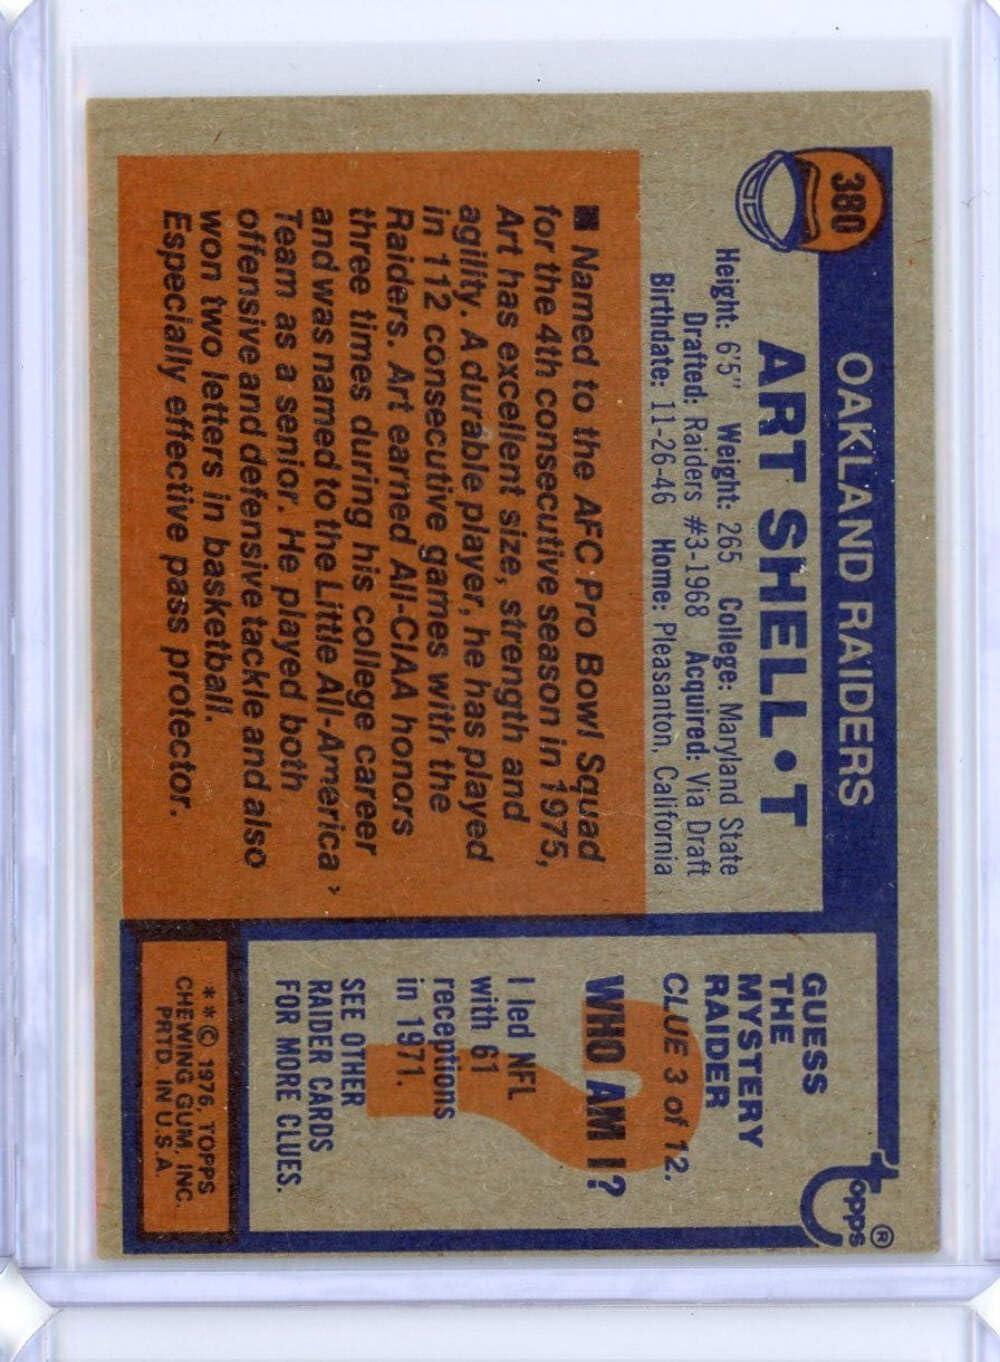 380
OAKLAND RAIDERS
ART SHELL • T
Height: 6'5" Weight: 265 College: Maryland State
Drafted: Raiders #3-1968 Acquired: Via Draft
Birthdate: 11-26-46 Home: Pleasanton, California
■ Named to the AFC Pro Bowl Squad
for the 4th consecutive season in 1975,
Art has excellent size, strength and
agility. A durable player, he has played
in 112 consecutive games with the
Raiders. Art earned All-CIAA honors
three times during his college career
and was named to the Little All-America
Team as a senior. He played both
offensive and defensive tackle and also
won two letters in basketball.
Especially effective pass protector.
topps®
GUESS
THE
MYSTERY
RAIDER
CLUE 3 of 12.
WHO AM I?
I led NFL
with 61
receptions
in 1971.
SEE OTHER
RAIDER CARDS
FOR MORE CLUES.
**© 1976, TOPPS
CHEWING GUM, INC.
PRTD. IN U.S.A.